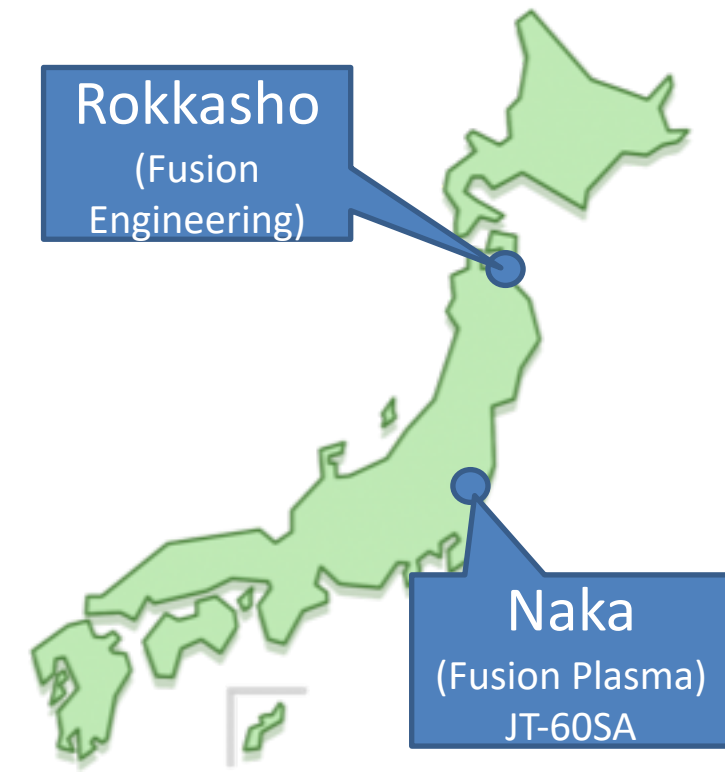 Rokkasho
(Fusion
Engineering)
Naka
(Fusion Plasma)
JT-60SA